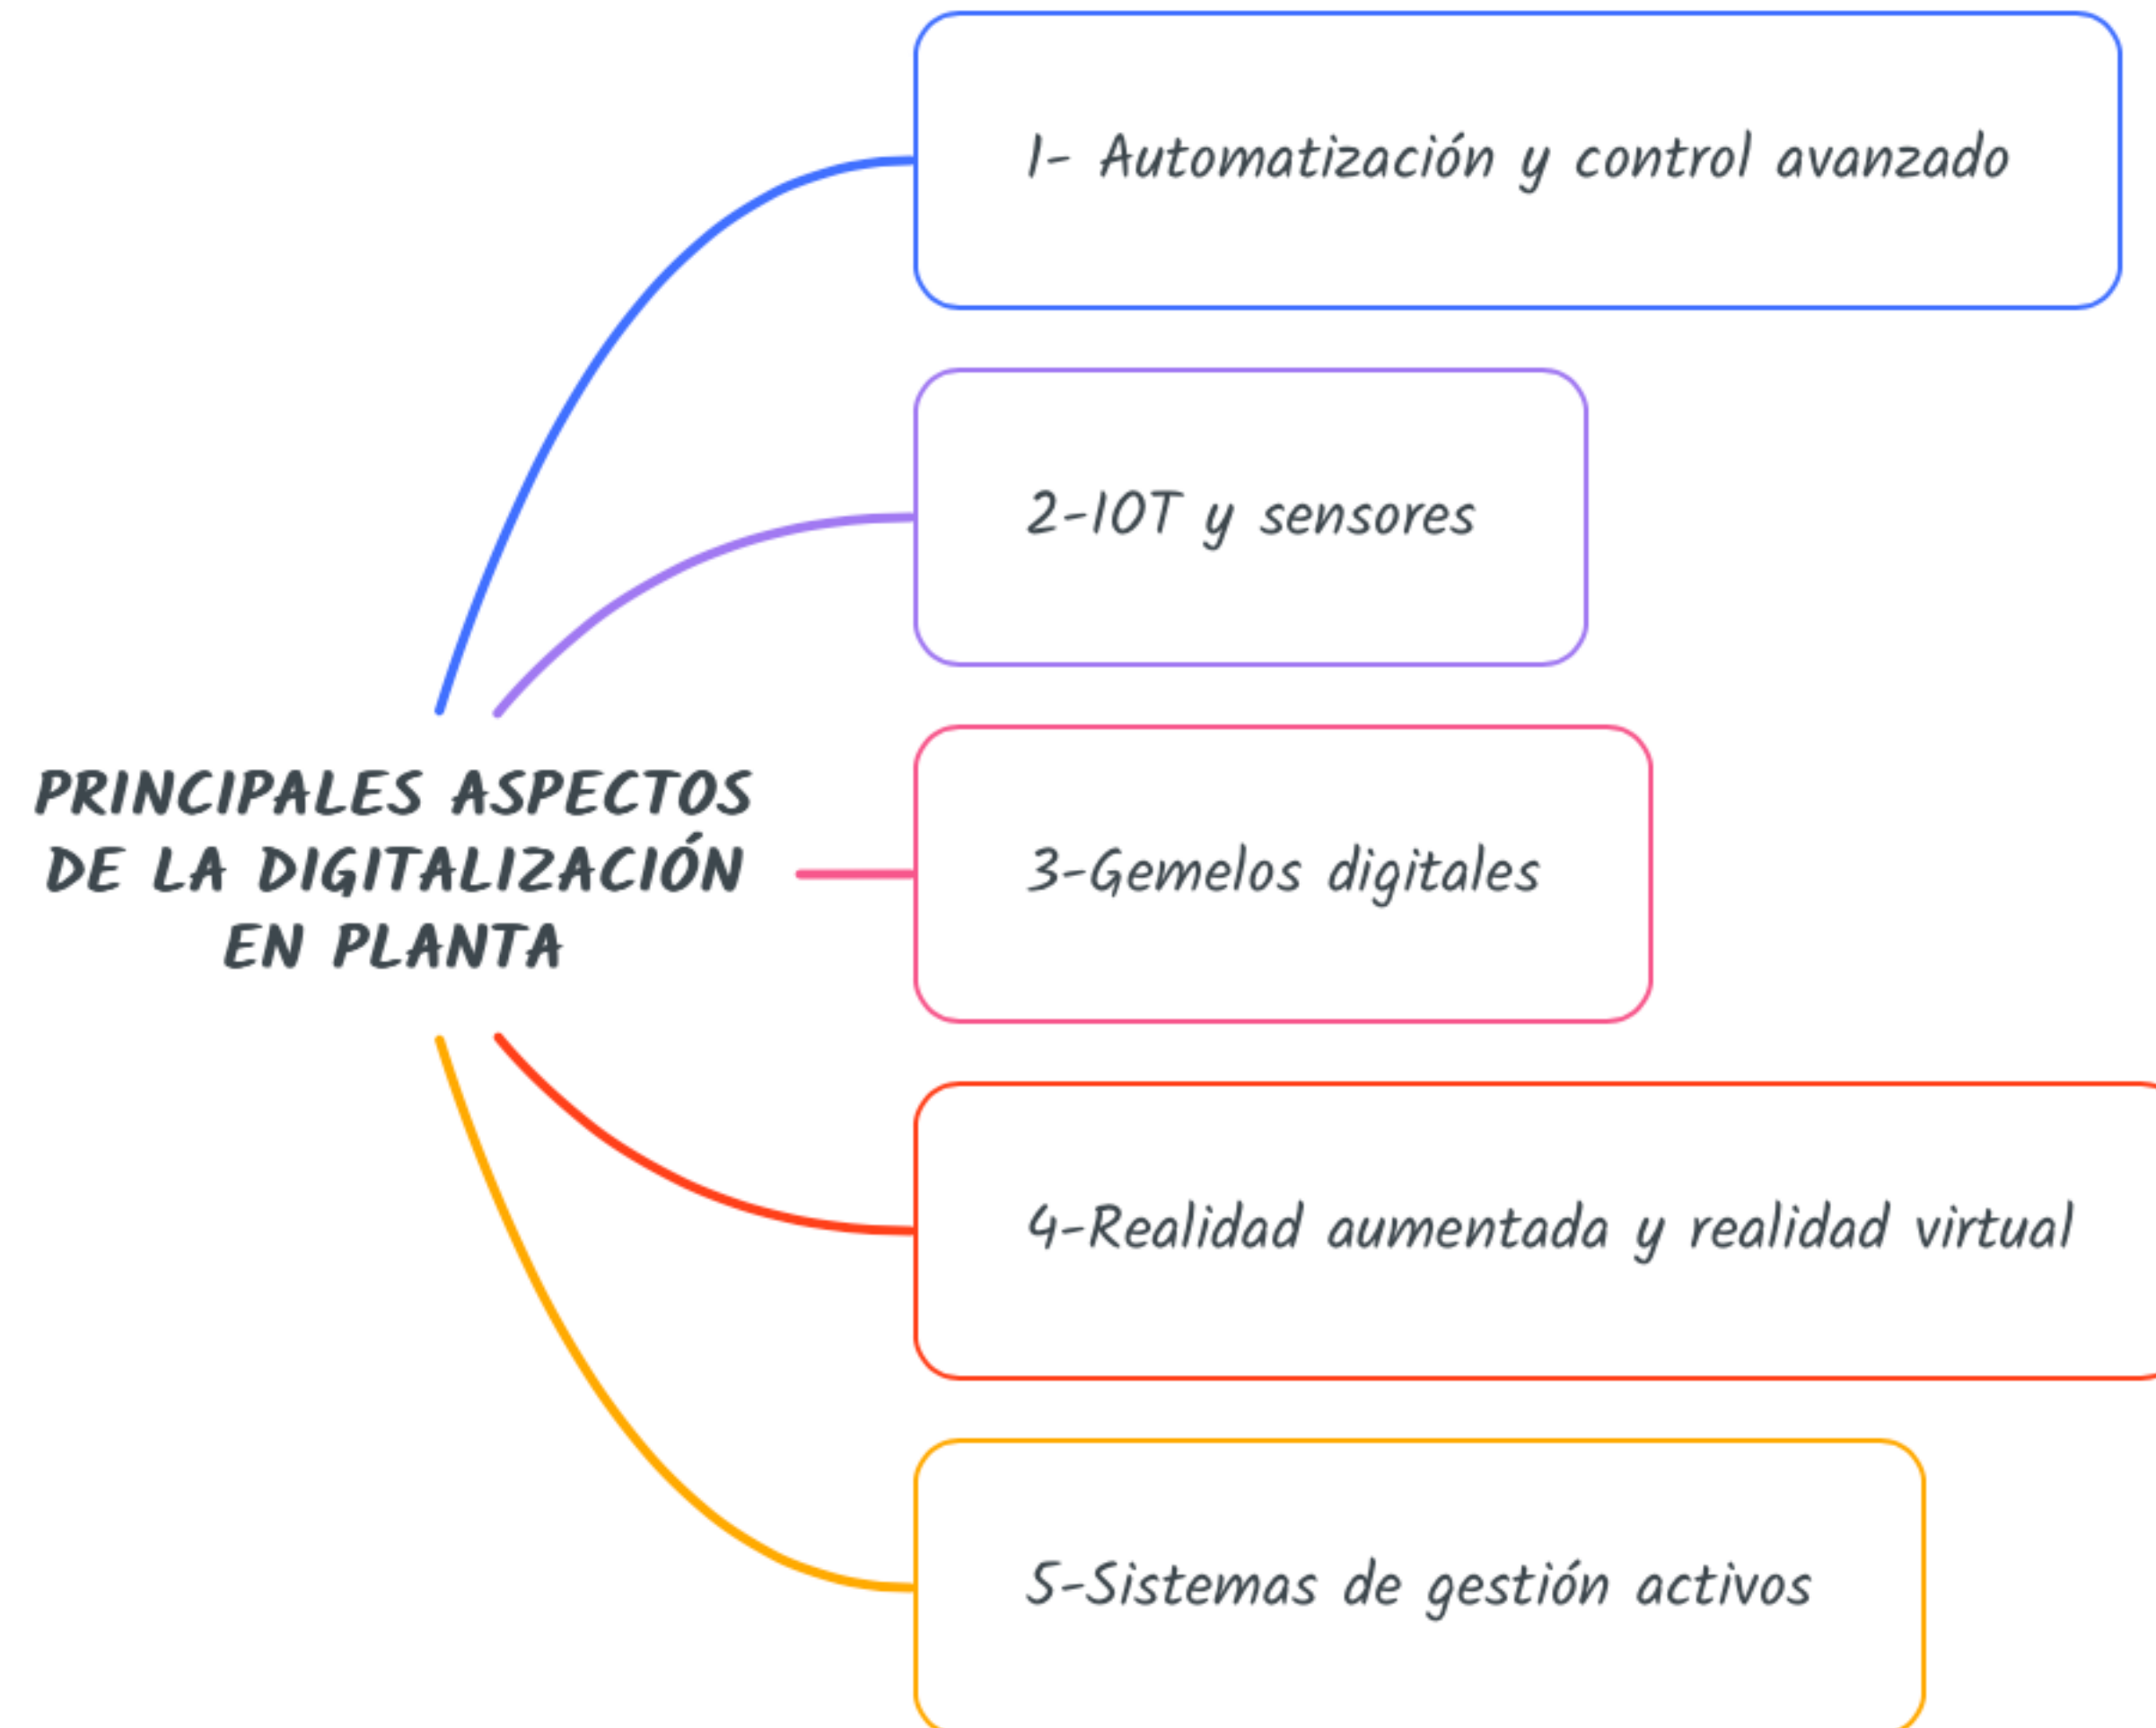 1- Automatización y control avanzado
2-IOT y sensores
PRINCIPALES ASPECTOS
DE LA DIGITALIZACIÓN
EN PLANTA
3-Gemelos digitales
4-Realidad aumentada y realidad virtual
5-Sistemas de gestión activos